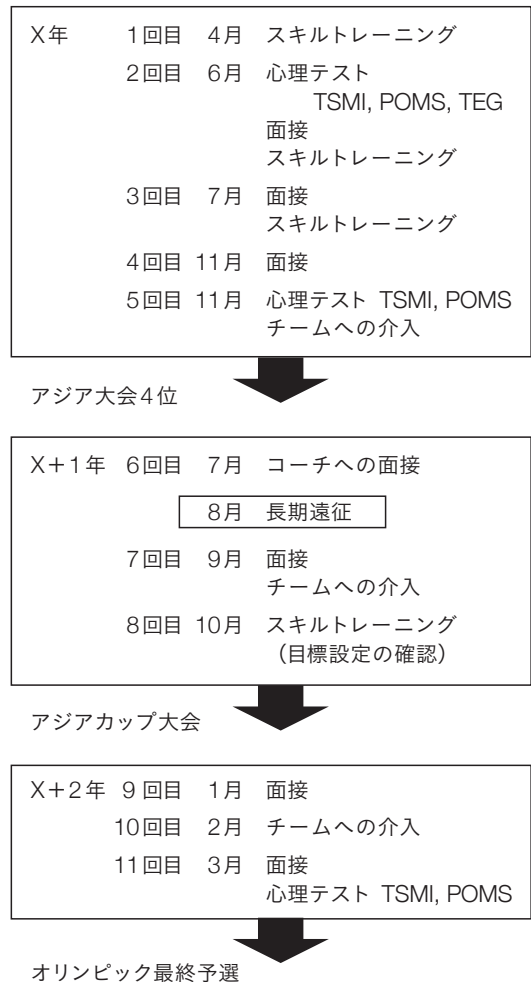 X年 1回目 4月 スキルトレーニング
2回目 6月 心理テスト
TSMI, POMS, TEG
面接
スキルトレーニング
3回目 7月 面接
スキルトレーニング
4回目 11月 面接
5回目 11月 心理テスト TSMI, POMS
チームへの介入
アジア大会4位
X+1年 6回目 7月 コーチへの面接
8月 長期遠征
7回目 9月 面接
チームへの介入
8回目 10月 スキルトレーニング
(目標設定の確認)
アジアカップ大会
X+2年 9回目 1月 面接
10回目 2月 チームへの介入
11回目 3月 面接
心理テスト TSMI, POMS
オリンピック最終予選